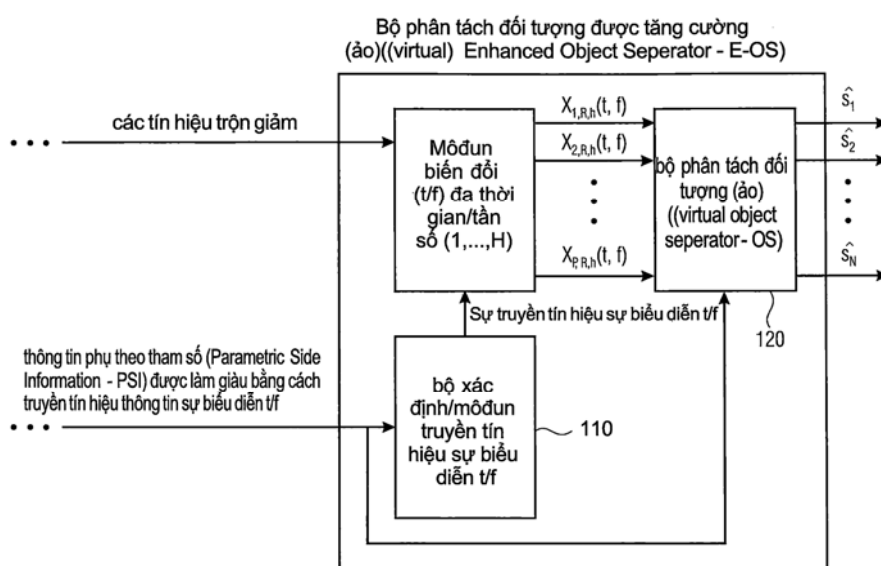 Bộ phân tách đối tượng được tăng cường
(ảo)((virtual) Enhanced Object Seperator - E-OS)
các tín hiệu trộn giảm
Môđun
biến đổi
(t/f) đa thời
gian/tần
số (1,...,H)
X1,R,h(t, f)
X2,R,h(t, f)
XP,R,h(t, f)
bộ phân tách đối
tượng (ảo)
((virtual object
seperator- OS)
ŝ1
ŝ2
ŝN
Sự truyền tín hiệu sự biểu diễn t/f
120
thông tin phụ theo tham số (Parametric Side
Information - PSI) được làm giàu bằng cách
truyền tín hiệu thông tin sự biểu diễn t/f
bộ xác
định/môđun
truyền tín
hiệu sự biểu
diễn t/f
110